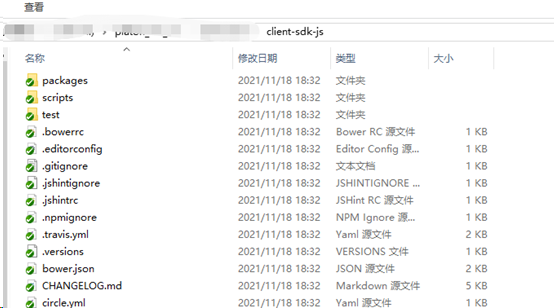 查看
client-sdk-js
名称 修改日期 类型 大小
packages 2021/11/18 18:32 文件夹
scripts 2021/11/18 18:32 文件夹
test 2021/11/18 18:32 文件夹
.bowerrc 2021/11/18 18:32 Bower RC 源文件 1 KB
.editorconfig 2021/11/18 18:32 Editor Config 源... 1 KB
.gitignore 2021/11/18 18:32 文本文档 1 KB
.jshintignore 2021/11/18 18:32 JSHINTIGNORE ... 1 KB
.jshintrc 2021/11/18 18:32 JSHint RC 源文件 1 KB
.npmignore 2021/11/18 18:32 NPM Ignore 源... 1 KB
.travis.yml 2021/11/18 18:32 Yaml 源文件 2 KB
.versions 2021/11/18 18:32 VERSIONS 文件 1 KB
bower.json 2021/11/18 18:32 JSON 源文件 2 KB
CHANGELOG.md 2021/11/18 18:32 Markdown 源文件 5 KB
circle.yml 2021/11/18 18:32 Yaml 源文件 1 KB